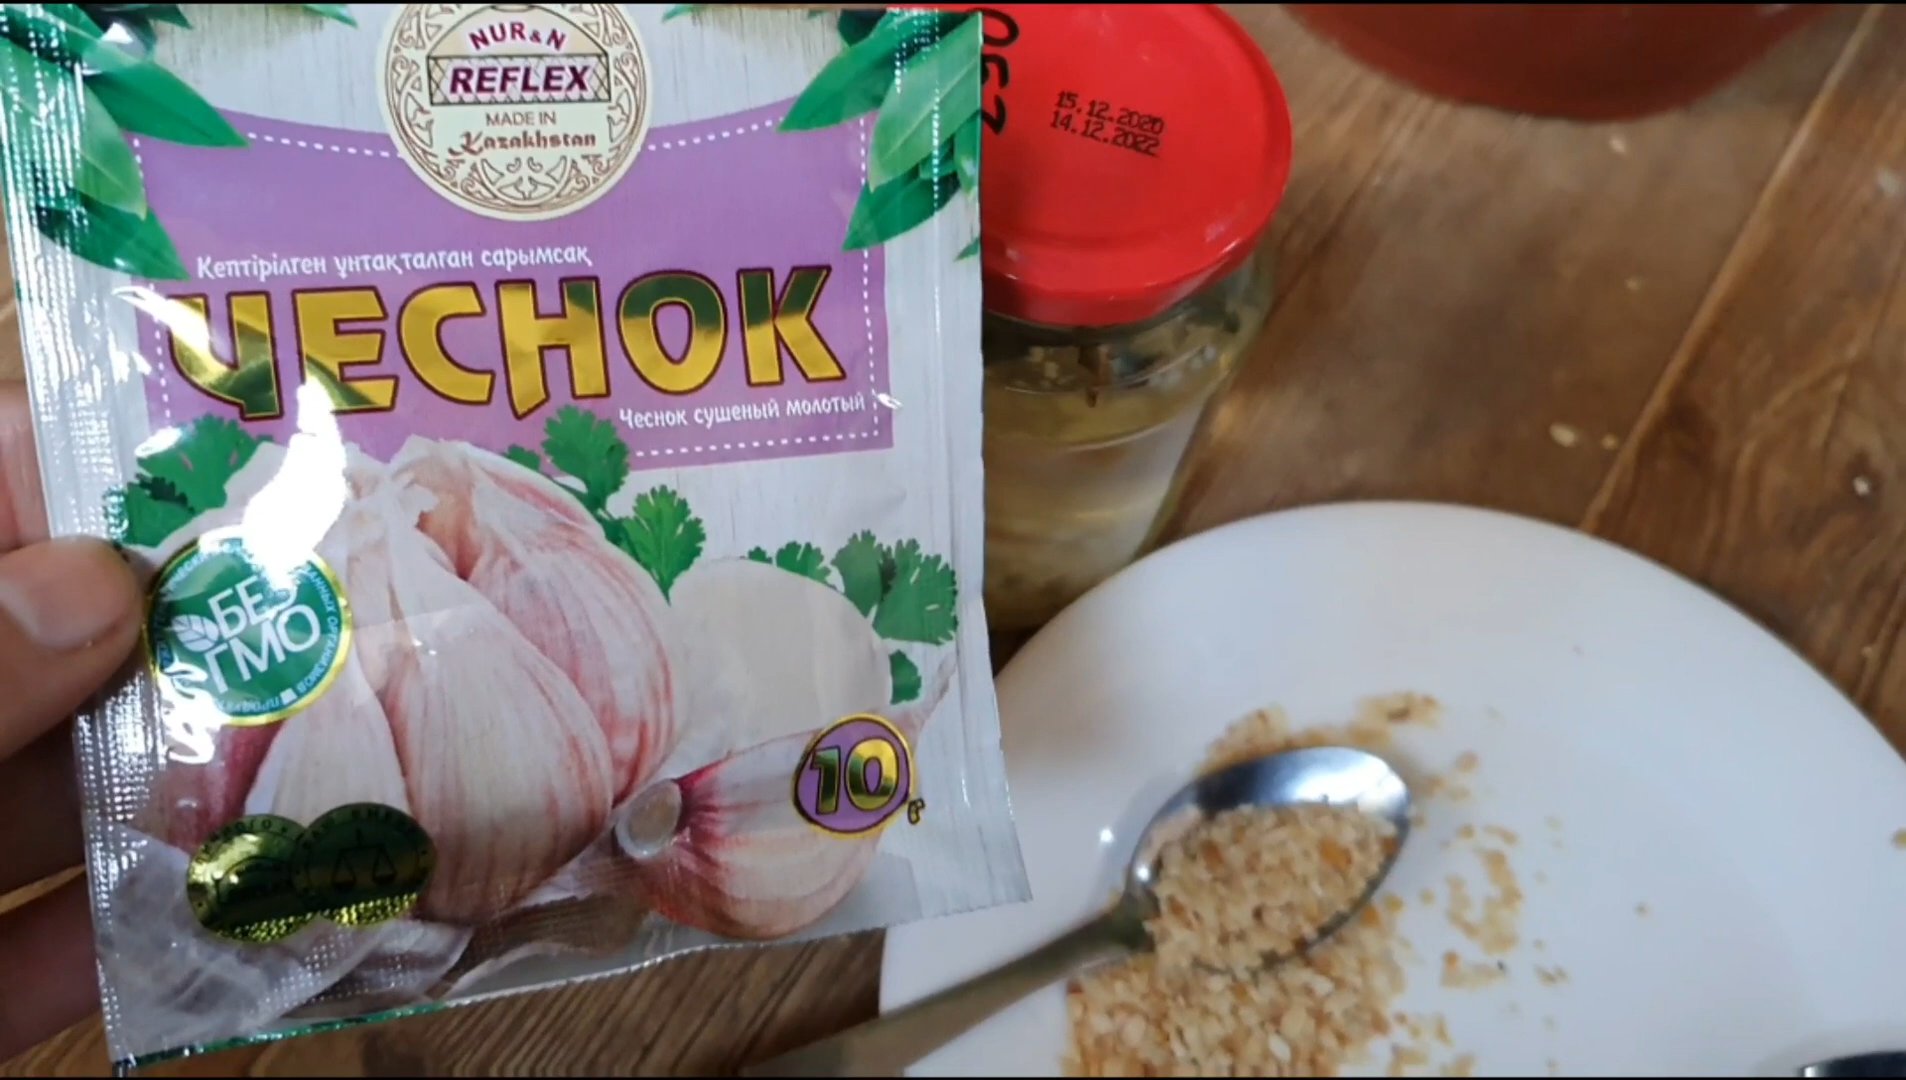 NUR & N
REFLEX
MADE IN
Kazakhstan
Кептірілген ұнтақталған сарымсақ
ЧЕСНОК
Чеснок сушеный молотый
БЕЗ
ГМО
10 г
15.12.2020
14.12.2022